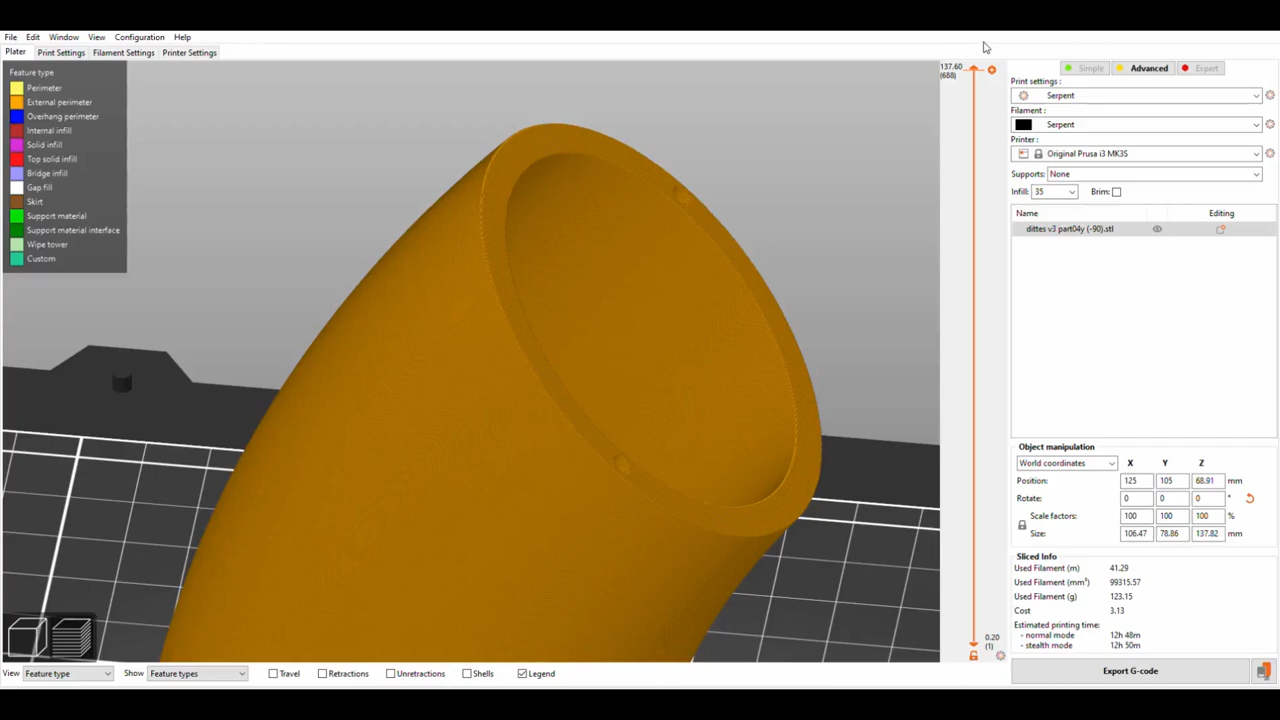 File Edit Window View Configuration Help
Plater Print Settings Filament Settings Printer Settings
Feature type
Perimeter
External perimeter
Overhang perimeter
Internal infill
Solid infill
Top solid infill
Bridge infill
Gap fill
Skirt
Support material
Support material interface
Wipe tower
Custom
137.60
(688)
0.20
(1)
Simple Advanced Expert
Print settings :
Serpent
Filament :
Serpent
Printer :
Original Prusa i3 MK3S
Supports: None
Infill: 35 Brim:
Name Editing
dittes v3 part04y (-90).stl
Object manipulation
World coordinates X Y Z
Position: 125 105 68.91 mm
Rotate: 0 0 0 °
Scale factors: 100 100 100 %
Size: 106.47 78.86 137.82 mm
Sliced Info
Used Filament (m) 41.29
Used Filament (mm³) 99315.57
Used Filament (g) 123.15
Cost 3.13
Estimated printing time:
- normal mode 12h 48m
- stealth mode 12h 50m
Export G-code
View Feature type Show Feature types Travel Retractions Unretractions Shells Legend